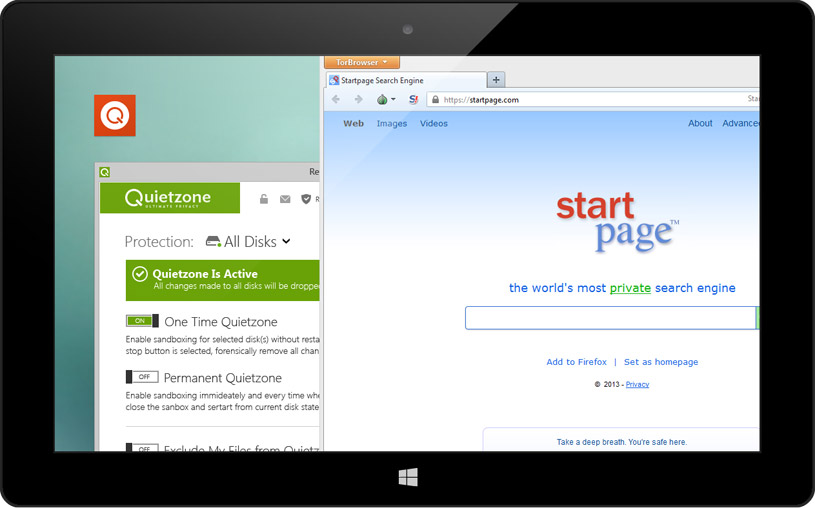 Q
Re
Quietzone
ULTIMATE PRIVACY
R
Protection: All Disks
Quietzone Is Active
All changes made to all disks will be dropped
ON
One Time Quietzone
Enable sandboxing for selected disk(s) without resta
stop button is selected, forensically remove all chan
OFF
Permanent Quietzone
Enable sandboxing immideately and every time whe
close the sanbox and sertart from current disk state
OFF
Exclude My Files from Quietz
TorBrowser
Startpage Search Engine
+
https://startpage.com
Star
Web Images Videos
About Advanced
start
page™
the world's most private search engine
Add to Firefox | Set as homepage
© 2013 - Privacy
Take a deep breath. You're safe here.